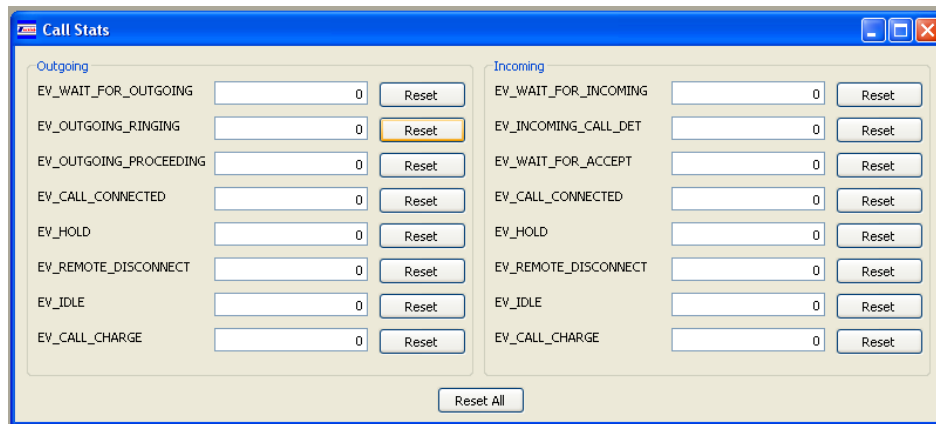 Call Stats
Outgoing
EV_WAIT_FOR_OUTGOING 0 Reset
EV_OUTGOING_RINGING 0 Reset
EV_OUTGOING_PROCEEDING 0 Reset
EV_CALL_CONNECTED 0 Reset
EV_HOLD 0 Reset
EV_REMOTE_DISCONNECT 0 Reset
EV_IDLE 0 Reset
EV_CALL_CHARGE 0 Reset
Incoming
EV_WAIT_FOR_INCOMING 0 Reset
EV_INCOMING_CALL_DET 0 Reset
EV_WAIT_FOR_ACCEPT 0 Reset
EV_CALL_CONNECTED 0 Reset
EV_HOLD 0 Reset
EV_REMOTE_DISCONNECT 0 Reset
EV_IDLE 0 Reset
EV_CALL_CHARGE 0 Reset
Reset All